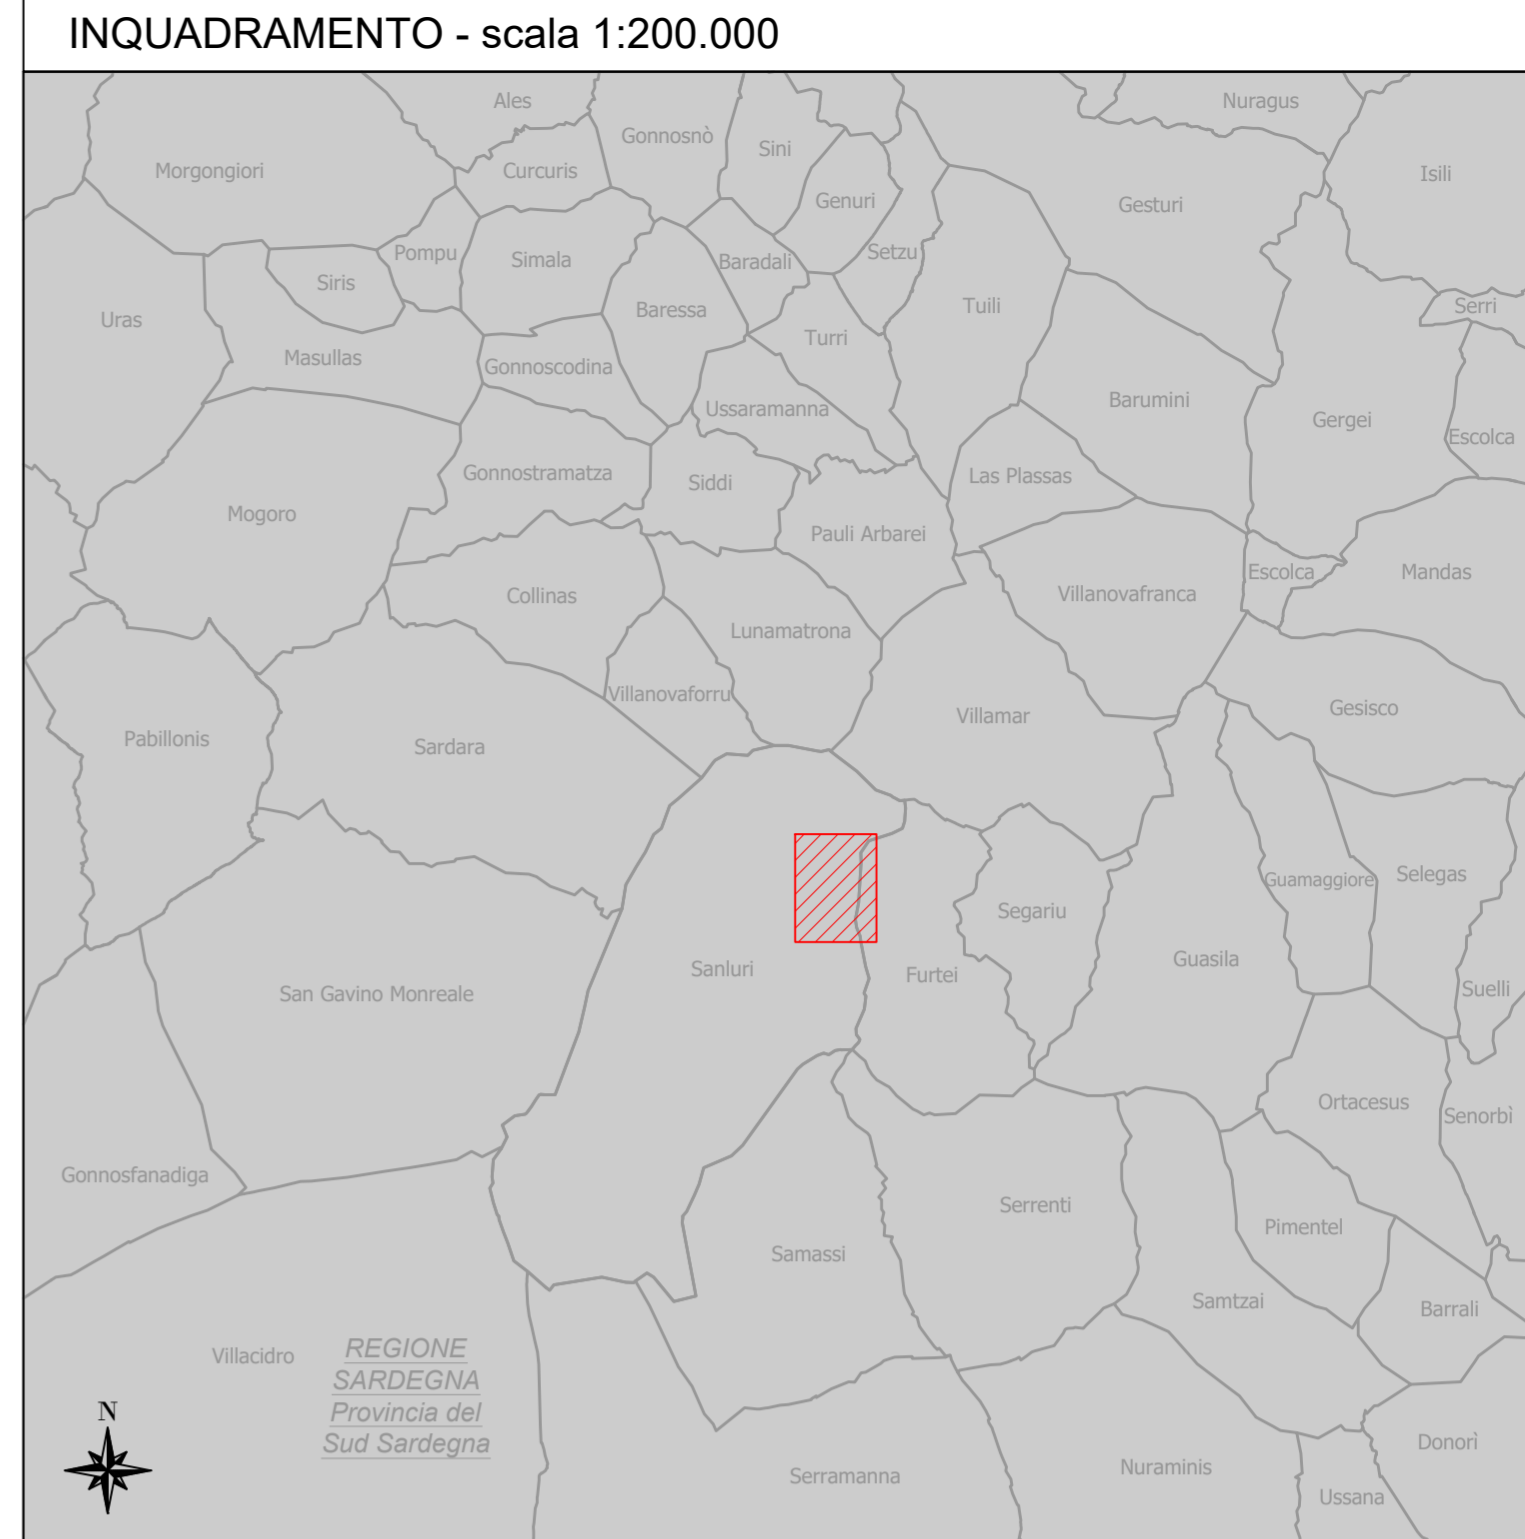 INQUADRAMENTO - scala 1:200.000
Ales
Nuragus
Gonnosnò
Sini
Morgongiori
Curcuris
Isili
Genuri
Gesturi
Pompu
Setzu
Simala
Baradali
Siris
Tuili
Serri
Baressa
Uras
Turri
Masullas
Gonnoscodina
Barumini
Ussaramanna
Gergei
Escolca
Gonnostramatza
Las Plassas
Siddi
Mogoro
Pauli Arbarei
Escolca
Mandas
Collinas
Villanovafranca
Lunamatrona
Villanovaforru
Gesisco
Villamar
Pabillonis
Sardara
Selegas
Guamaggiore
Segariu
Guasila
Sanluri
Furtei
Suelli
San Gavino Monreale
Ortacesus
Senorbì
Gonnosfanadiga
Serrenti
Pimentel
Samassi
Samtzai
Barrali
Villacidro
REGIONE
SARDEGNA
Provincia del
Sud Sardegna
N
Donorì
Nuraminis
Serramanna
Ussana